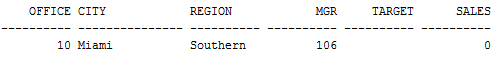 OFFICE CITY            REGION            MGR     TARGET      SALES
---------- --------------- ---------- ---------- ---------- ----------
        10 Miami           Southern          106                     0